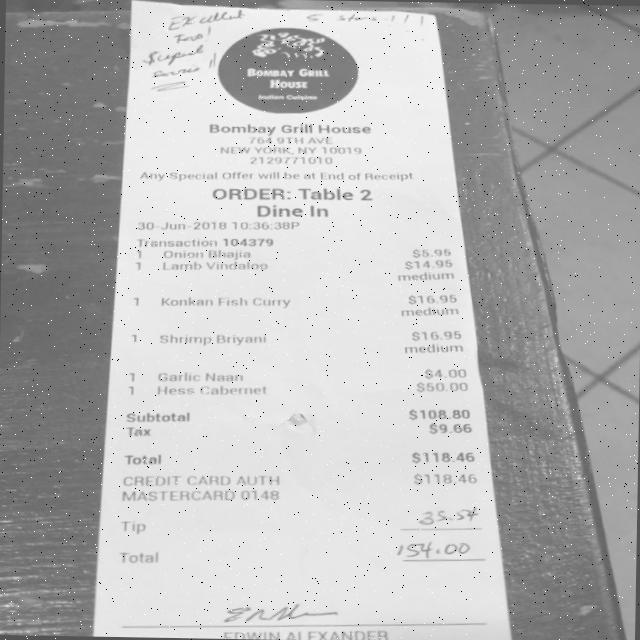 Excellent 5 stars!!!
Food!
Superb
service!!
BOMBAY GRILL
HOUSE
Indian Cuisine
Bombay Grill House
764 9TH AVE
NEW YORK, NY 10019
2129771010
Any Special Offer will be at End of Receipt
ORDER: Table 2
Dine In
30-Jun-2018 10:36:38P
Transaction 104379
1 Onion Bhajia $5.95
1 Lamb Vindaloo $14.95
medium
1 Konkan Fish Curry $16.95
medium
1 Shrimp Briyani $16.95
medium
1 Garlic Naan $4.00
1 Hess Cabernet $50.00
Subtotal $108.80
Tax $9.66
Total $118.46
CREDIT CARD AUTH $118.46
MASTERCARD 0148
Tip 35.54
Total 154.00
EDWIN ALEXANDER